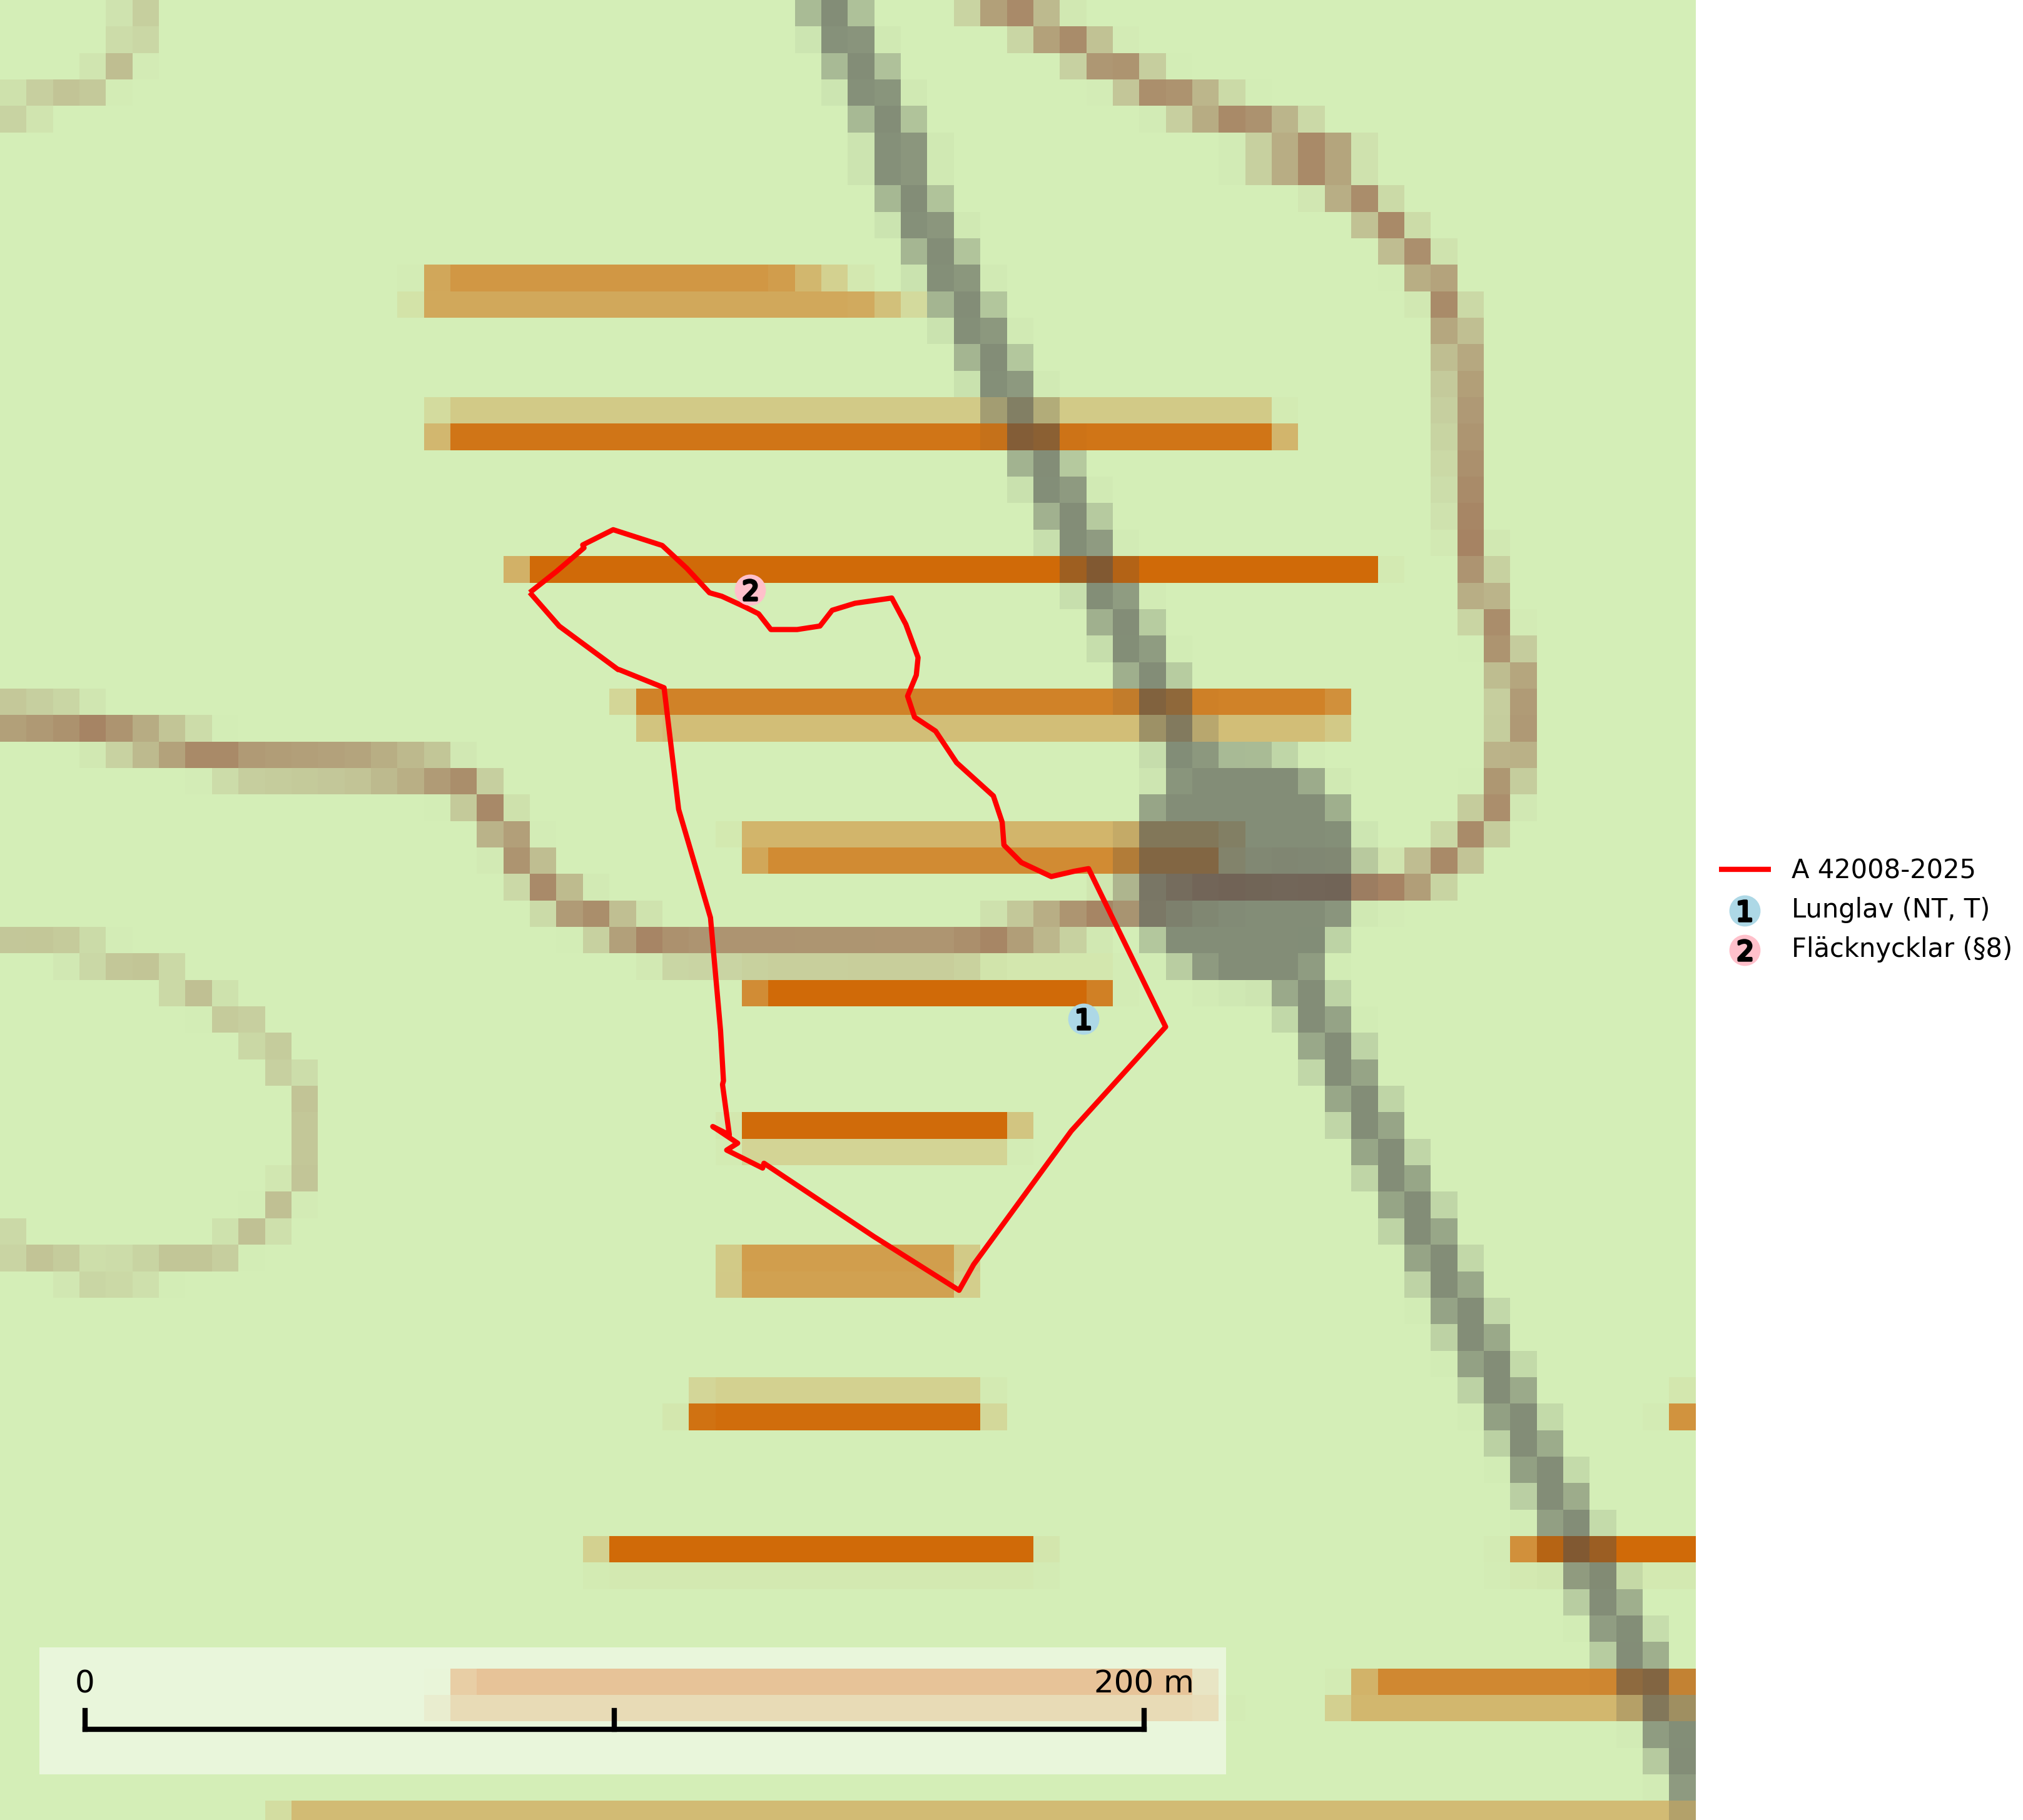 2
1
A 42008-2025
1 Lunglav (NT, T)
2 Fläcknycklar (§8)
0 200 m